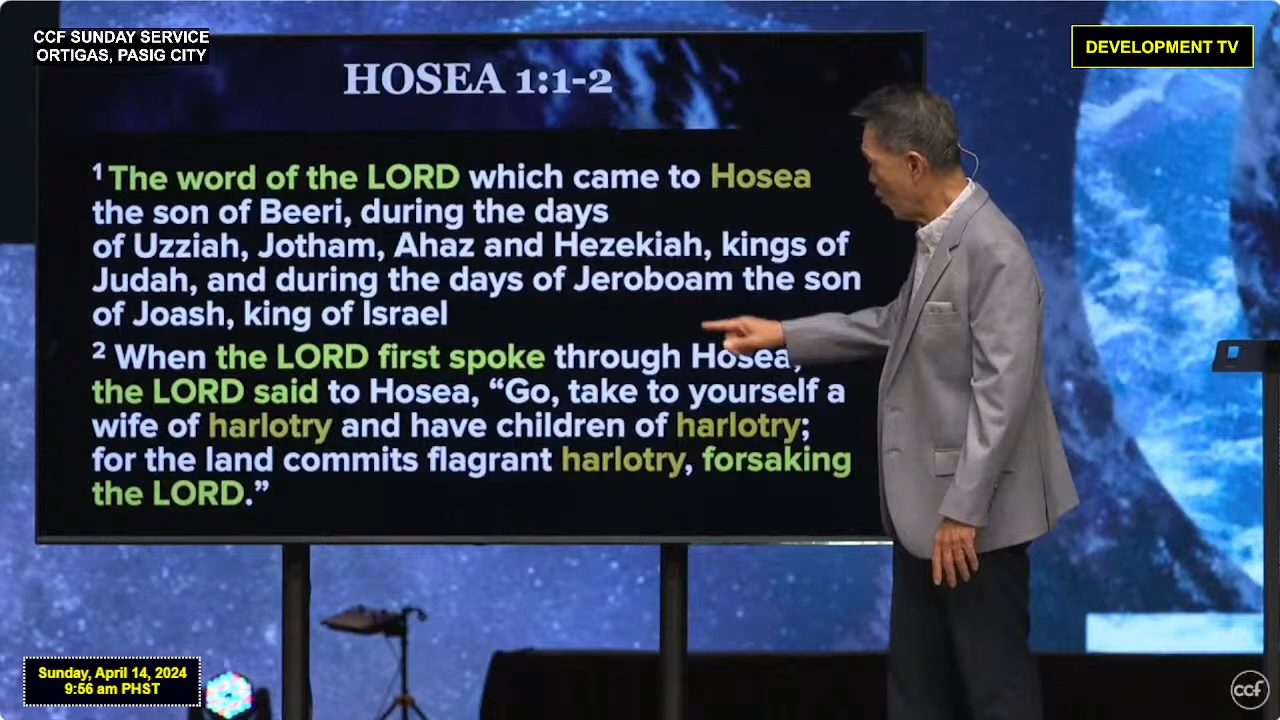 CCF SUNDAY SERVICE
ORTIGAS, PASIG CITY
DEVELOPMENT TV
HOSEA 1:1-2
1 The word of the LORD which came to Hosea
the son of Beeri, during the days
of Uzziah, Jotham, Ahaz and Hezekiah, kings of
Judah, and during the days of Jeroboam the son
of Joash, king of Israel
2 When the LORD first spoke through Hosea,
the LORD said to Hosea, “Go, take to yourself a
wife of harlotry and have children of harlotry;
for the land commits flagrant harlotry, forsaking
the LORD.”
Sunday, April 14, 2024
9:56 am PHST
ccf